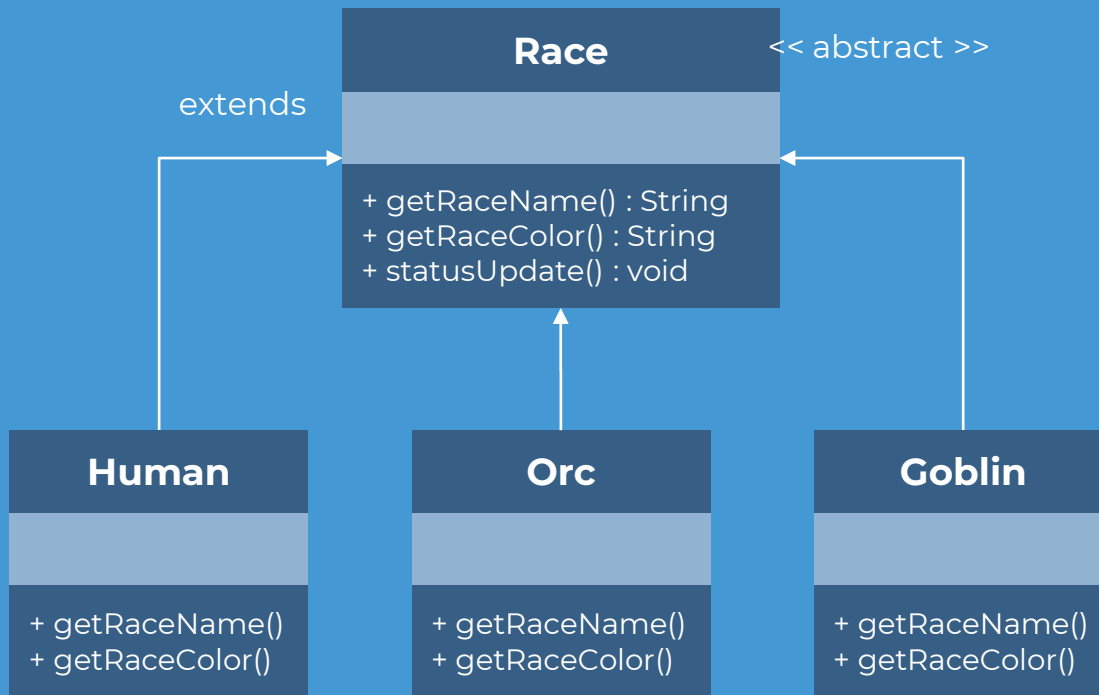 Race
<< abstract >>
extends
+ getRaceName() : String
+ getRaceColor() : String
+ statusUpdate() : void
Human
+ getRaceName()
+ getRaceColor()
Orc
+ getRaceName()
+ getRaceColor()
Goblin
+ getRaceName()
+ getRaceColor()